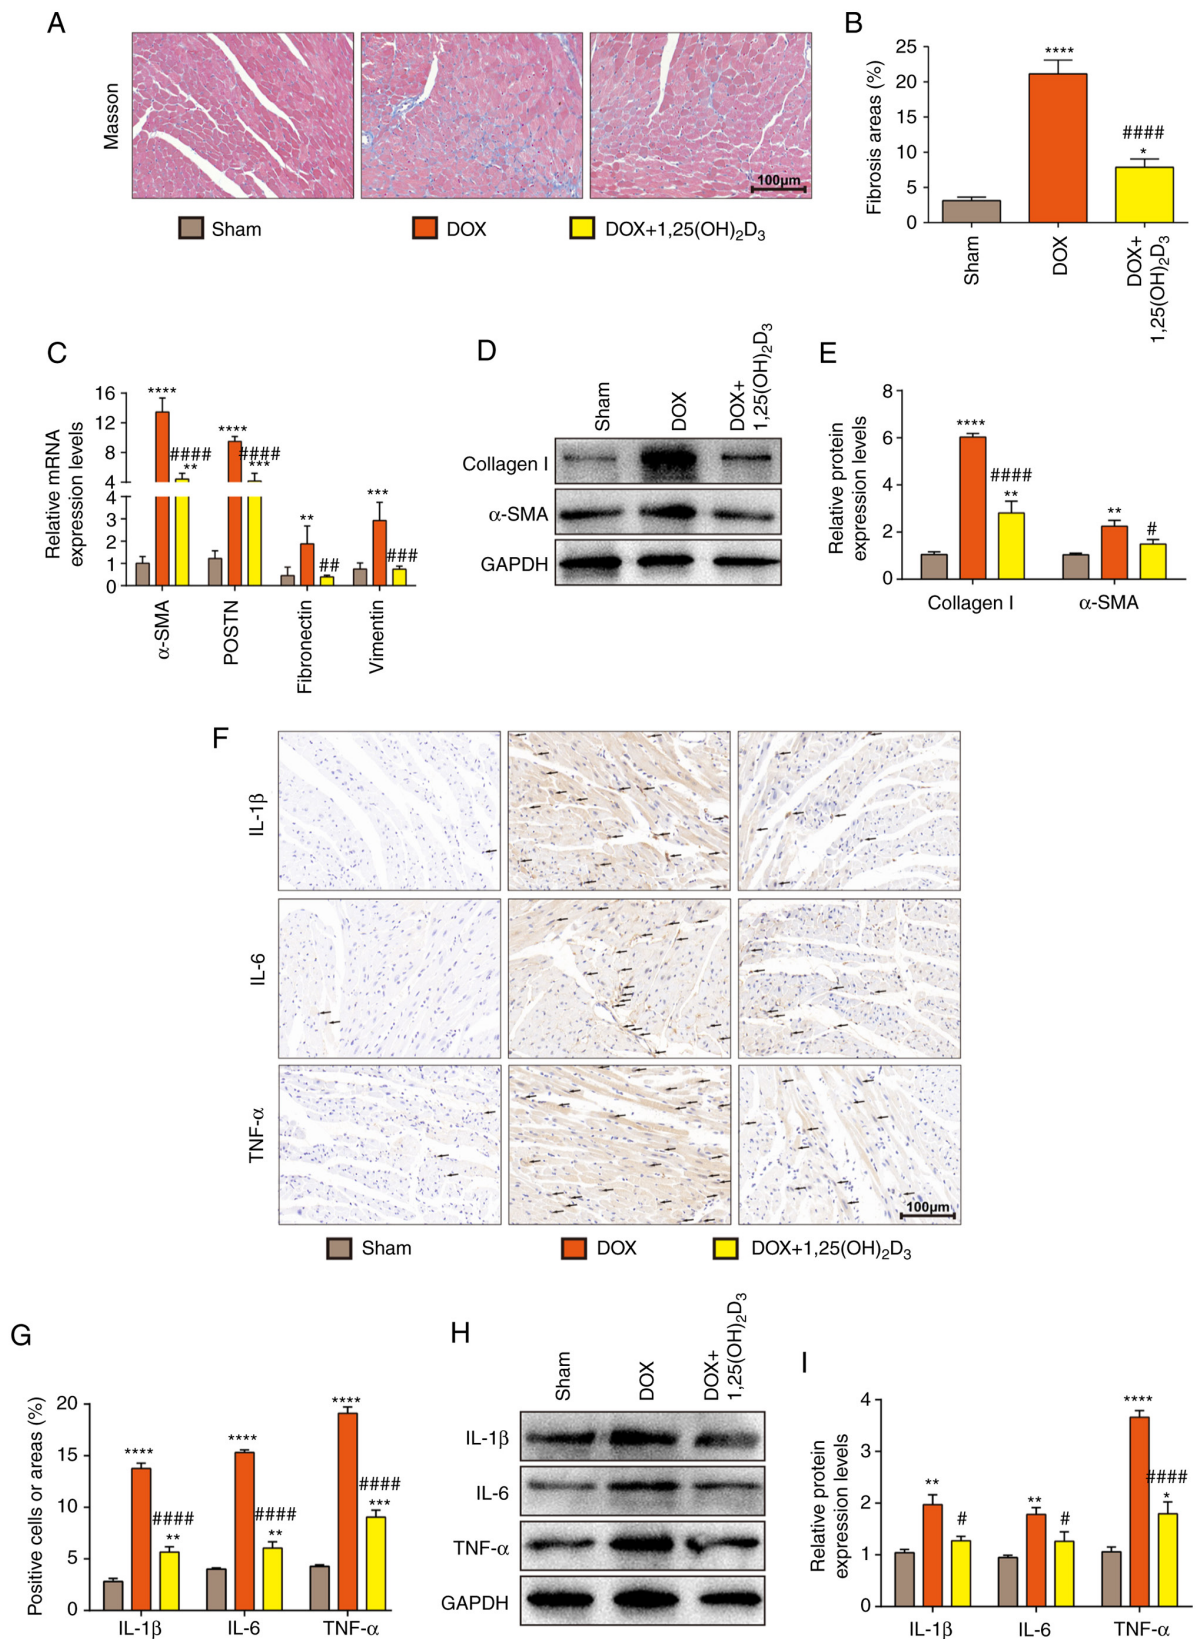 A
Masson
100μm
Sham
DOX
DOX+1,25(OH)₂D₃
B
Fibrosis areas (%)
25
20
15
10
5
0
****
####
*
Sham
DOX
DOX+
1,25(OH)₂D₃
C
Relative mRNA
expression levels
16
12
8
4
4
3
2
1
0
****
####
**
****
####
***
**
##
***
###
α-SMA
POSTN
Fibronectin
Vimentin
D
Sham
DOX
DOX+
1,25(OH)₂D₃
Collagen I
α-SMA
GAPDH
E
Relative protein
expression levels
8
6
4
2
0
****
####
**
**
#
Collagen I
α-SMA
F
IL-1β
IL-6
TNF-α
100μm
Sham
DOX
DOX+1,25(OH)₂D₃
G
Positive cells or areas (%)
20
15
10
5
0
****
####
**
****
####
**
****
####
***
IL-1β
IL-6
TNF-α
H
Sham
DOX
DOX+
1,25(OH)₂D₃
IL-1β
IL-6
TNF-α
GAPDH
I
Relative protein
expression levels
4
3
2
1
0
**
#
**
#
****
####
*
IL-1β
IL-6
TNF-α